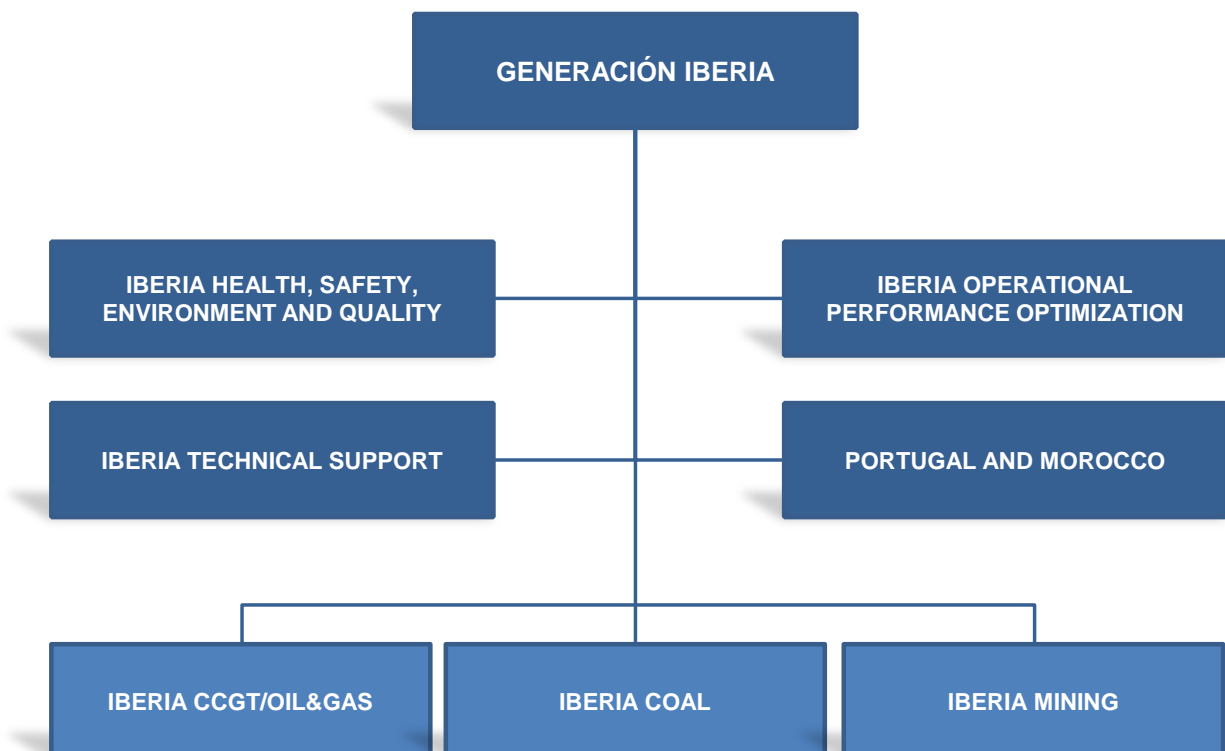 GENERACIÓN IBERIA
IBERIA HEALTH, SAFETY,
ENVIRONMENT AND QUALITY
IBERIA OPERATIONAL
PERFORMANCE OPTIMIZATION
IBERIA TECHNICAL SUPPORT
PORTUGAL AND MOROCCO
IBERIA CCGT/OIL&GAS
IBERIA COAL
IBERIA MINING